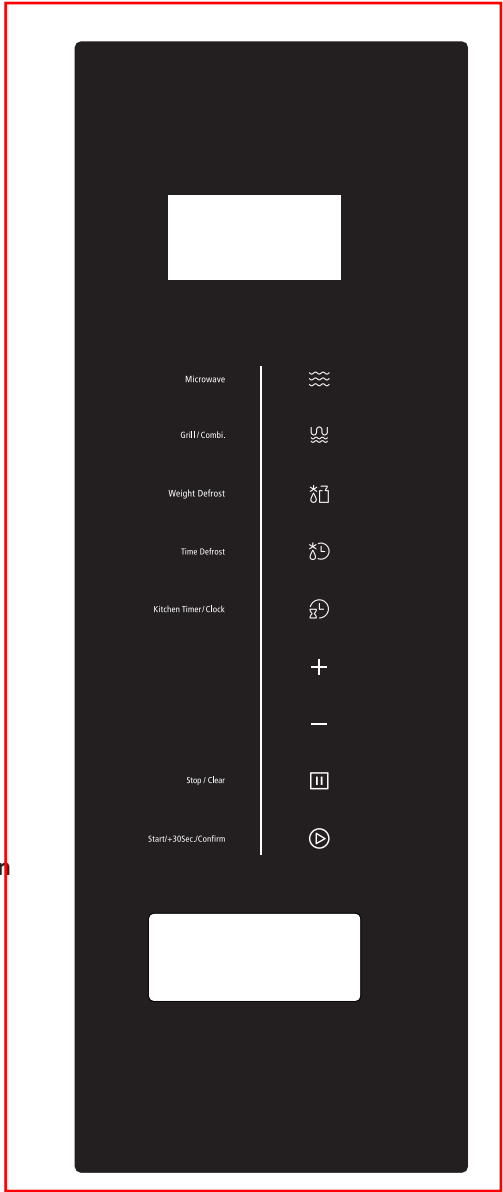 Microwave
Grill/Combi.
Weight Defrost
Time Defrost
Kitchen Timer/Clock
Stop / Clear
Start/+30Sec./Confirm
n